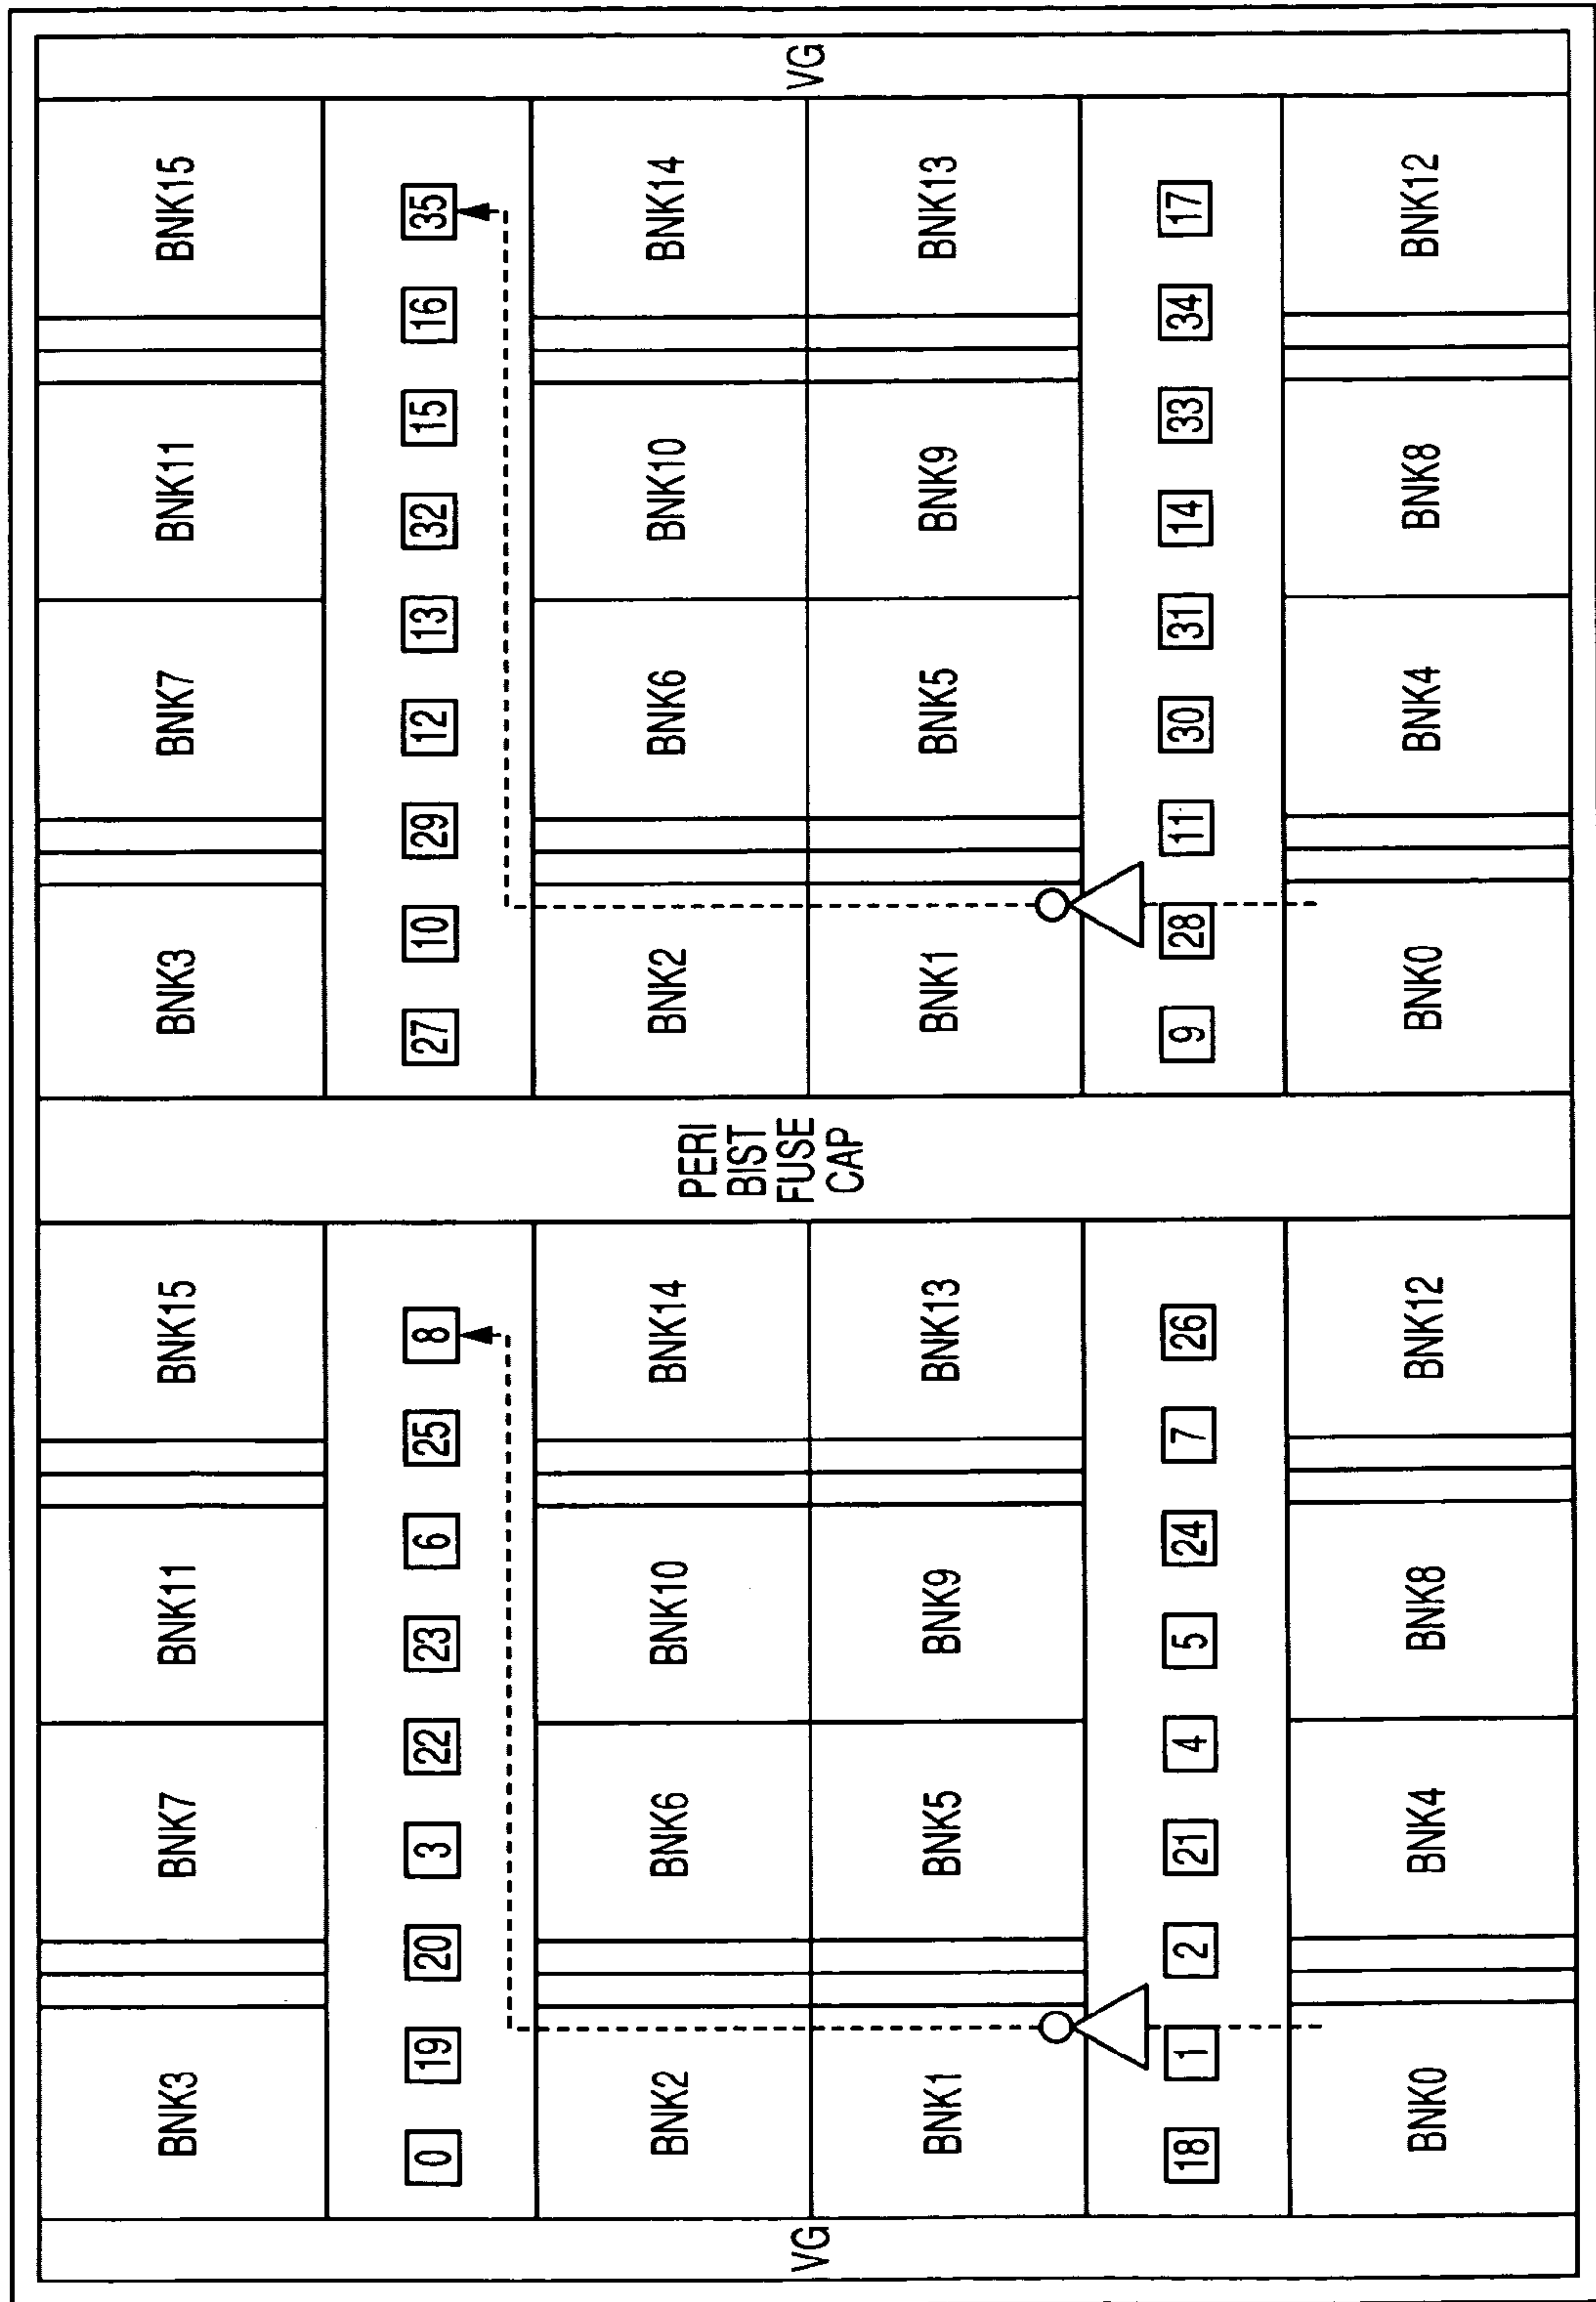 BNK3 BNK7 BNK11 BNK15 BNK3 BNK7 BNK11 BNK15
0 19 20 3 22 23 6 25 8 27 10 29 12 13 32 15 16 35
BNK2 BNK6 BNK10 BNK14 BNK2 BNK6 BNK10 BNK14
PERI
BIST
FUSE
CAP
VG VG
BNK1 BNK5 BNK9 BNK13 BNK1 BNK5 BNK9 BNK13
18 1 2 21 4 5 24 7 26 9 28 11 30 31 14 33 34 17
BNK0 BNK4 BNK8 BNK12 BNK0 BNK4 BNK8 BNK12